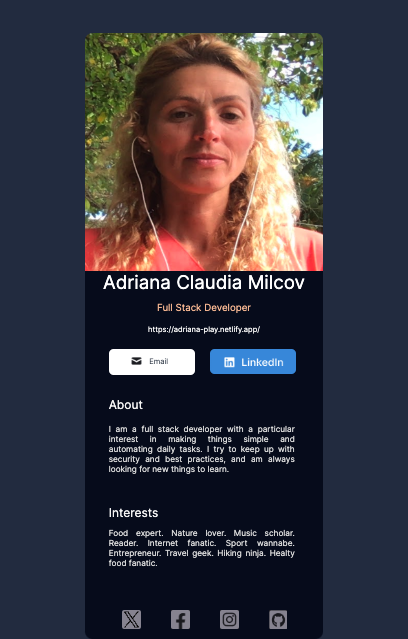 Adriana Claudia Milcov
Full Stack Developer
https://adriana-play.netlify.app/
Email
LinkedIn
About
I am a full stack developer with a particular
interest in making things simple and
automating daily tasks. I try to keep up with
security and best practices, and am always
looking for new things to learn.
Interests
Food expert. Nature lover. Music scholar.
Reader. Internet fanatic. Sport wannabe.
Entrepreneur. Travel geek. Hiking ninja. Healty
food fanatic.